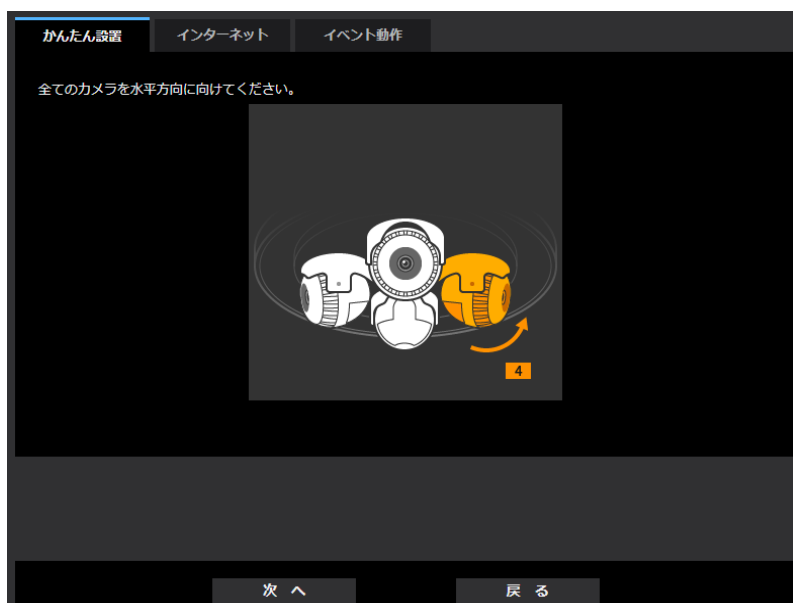 かんたん設置 インターネット イベント動作
全てのカメラを水平方向に向けてください。
4
次 へ 戻 る